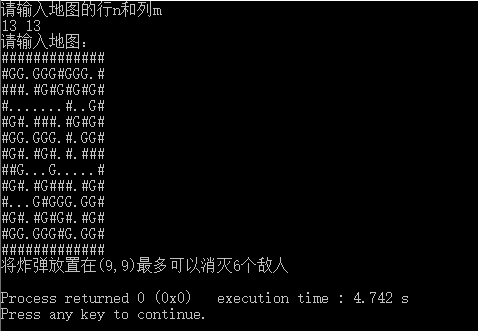 请输入地图的行n和列m
13 13
请输入地图：
#############
#GG.GGG#GGG.#
###.#G#G#G#G#
#.......#..G#
#G#.###.#G#G#
#GG.GGG.#.GG#
#G#.#G#.#.###
##G...G.....#
#G#.#G###.#G#
#...G#GGG.GG#
#G#.#G#G#.#G#
#GG.GGG#G.GG#
#############
将炸弹放置在(9,9)最多可以消灭6个敌人
Process returned 0 (0x0)   execution time : 4.742 s
Press any key to continue.